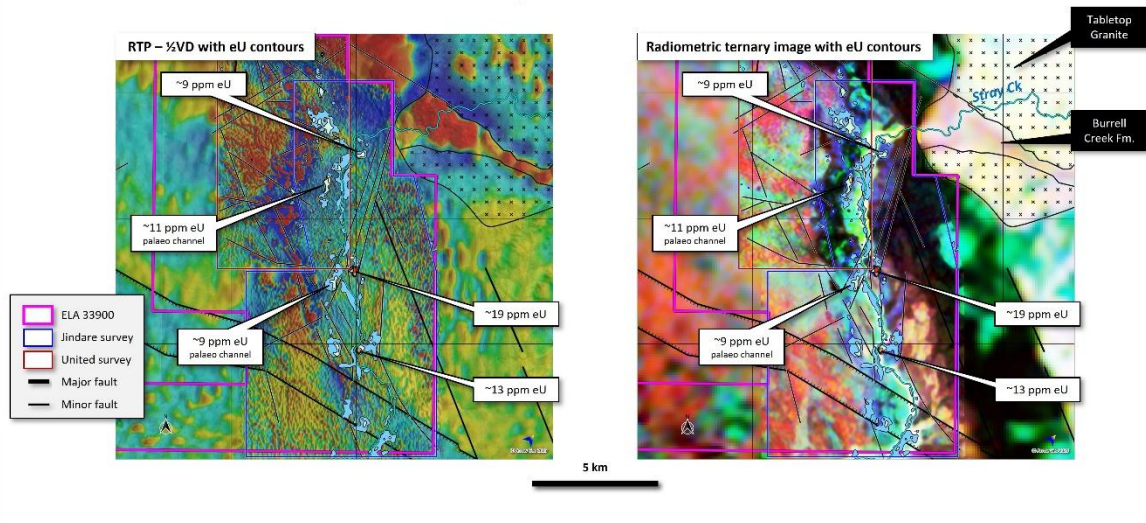 RTP – ½VD with eU contours
~9 ppm eU
~11 ppm eU
palaeo channel
~9 ppm eU
palaeo channel
~19 ppm eU
~13 ppm eU
ELA 33900
Jindare survey
United survey
Major fault
Minor fault
Radiometric ternary image with eU contours
~9 ppm eU
~11 ppm eU
palaeo channel
~9 ppm eU
palaeo channel
~19 ppm eU
~13 ppm eU
Stray Ck
Tabletop
Granite
Burrell
Creek Fm.
5 km